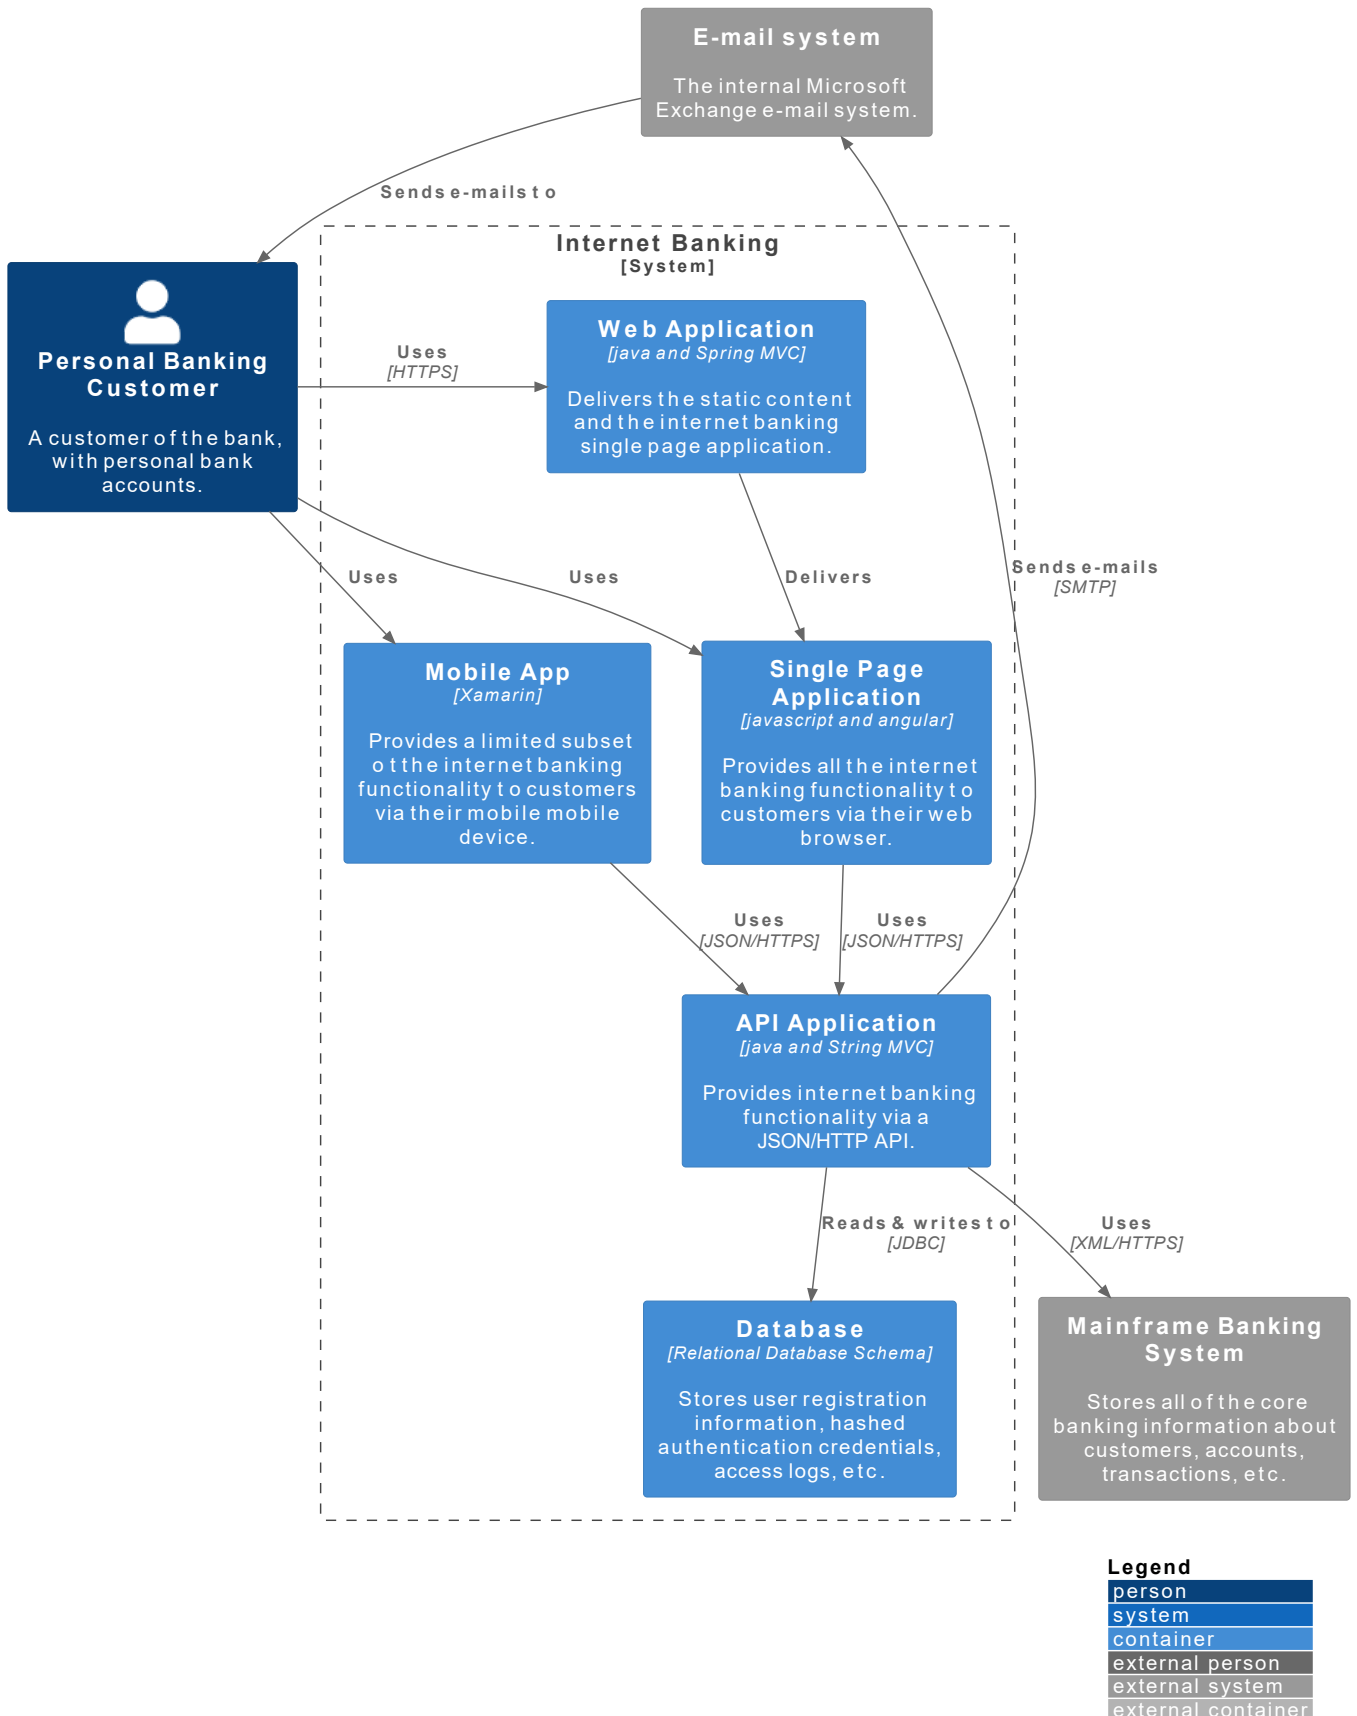 E-mail system
The internal Microsoft
Exchange e-mail system.
Sends e-mails to
Internet Banking
[System]
Personal Banking
Customer
A customer of the bank,
with personal bank
accounts.
Uses
[HTTPS]
Web Application
[java and Spring MVC]
Delivers the static content
and the internet banking
single page application.
Uses
Uses
Delivers
Sends e-mails
[SMTP]
Mobile App
[Xamarin]
Provides a limited subset
ot the internet banking
functionality to customers
via their mobile mobile
device.
Single Page
Application
[javascript and angular]
Provides all the internet
banking functionality to
customers via their web
browser.
Uses
[JSON/HTTPS]
Uses
[JSON/HTTPS]
API Application
[java and String MVC]
Provides internet banking
functionality via a
JSON/HTTP API.
Reads & writes to
[JDBC]
Uses
[XML/HTTPS]
Database
[Relational Database Schema]
Stores user registration
information, hashed
authentication credentials,
access logs, etc.
Mainframe Banking
System
Stores all of the core
banking information about
customers, accounts,
transactions, etc.
Legend
person
system
container
external person
external system
external container